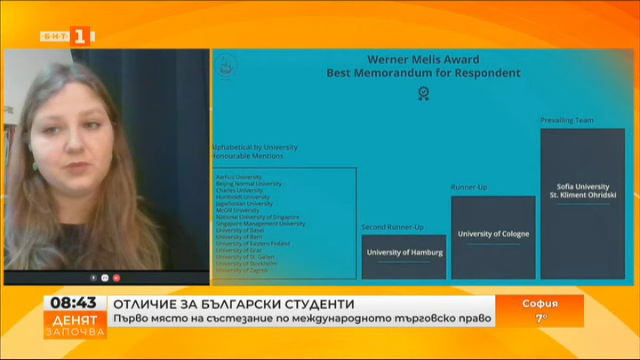 БНТ 1
Werner Melis Award
Best Memorandum for Respondent
Prevailing Team
Sofia University
St. Kliment Ohridski
Runner-Up
University of Cologne
Second Runner-Up
University of Hamburg
Alphabetical by University
Honourable Mentions
Aarhus University
Beijing Normal University
Charles University
Humboldt University
Jagiellonian University
McGill University
National University of Singapore
Singapore Management University
University of Basel
University of Bern
University of Eastern Finland
University of Graz
University of St. Gallen
University of Stockholm
University of Zagreb
08:43
ДЕНЯТ
ЗАПОЧВА
ОТЛИЧИЕ ЗА БЪЛГАРСКИ СТУДЕНТИ
Първо място на състезание по международното търговско право
София
7°